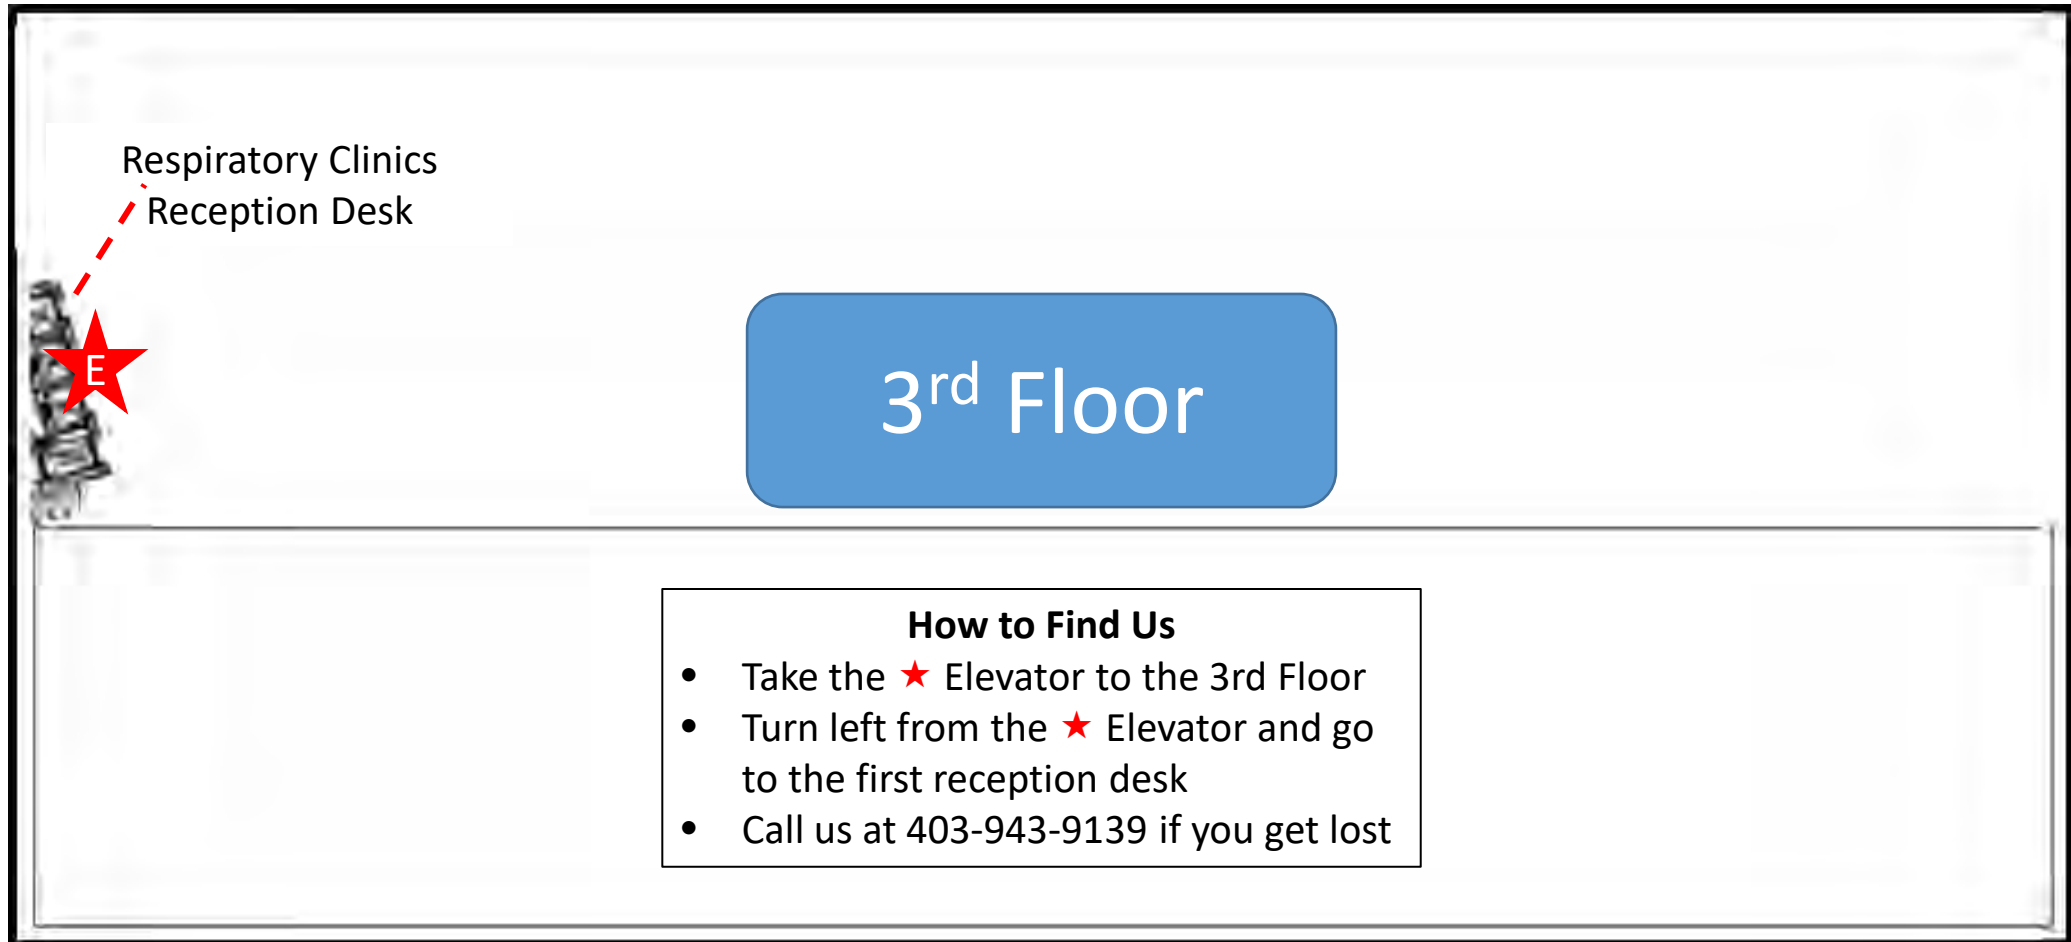 Respiratory Clinics
Reception Desk
E
3rd Floor
How to Find Us
• Take the ★ Elevator to the 3rd Floor
• Turn left from the ★ Elevator and go
to the first reception desk
• Call us at 403-943-9139 if you get lost